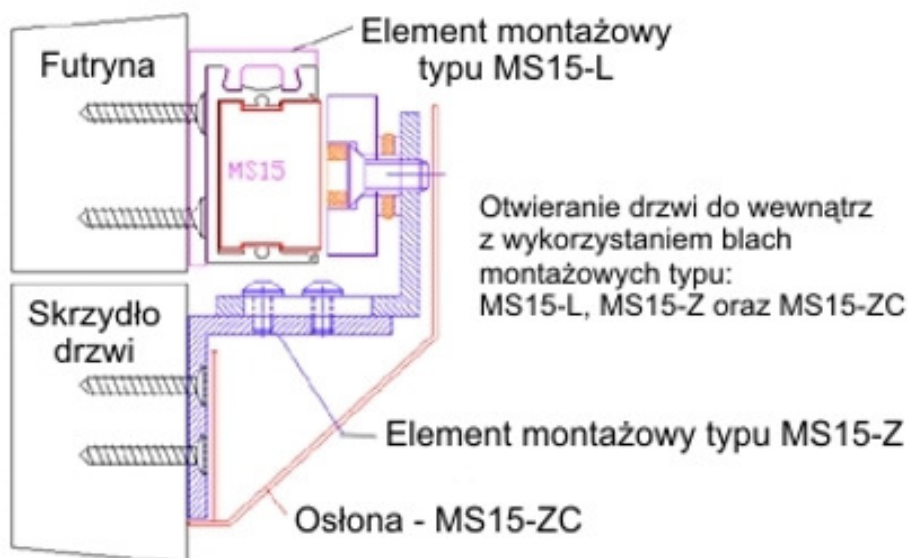 Element montażowy
typu MS15-L
Futryna
MS15
Otwieranie drzwi do wewnątrz
z wykorzystaniem blach
montażowych typu:
MS15-L, MS15-Z oraz MS15-ZC
Skrzydło
drzwi
Element montażowy typu MS15-Z
Osłona - MS15-ZC